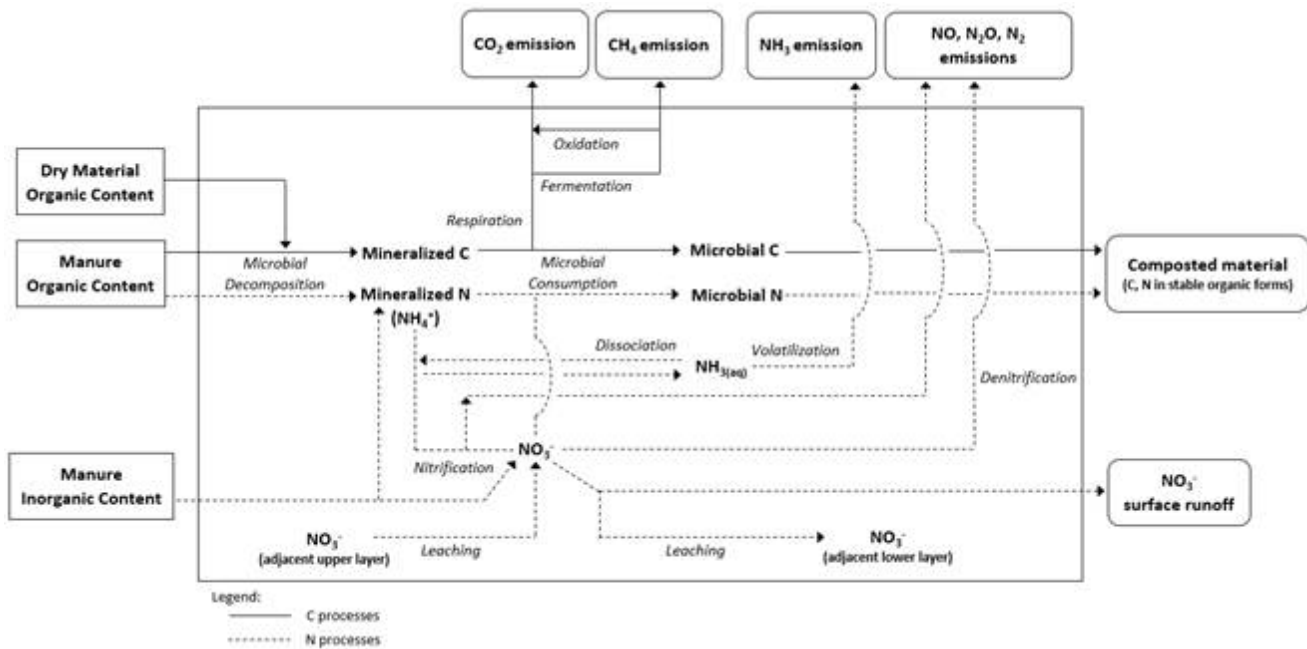 CO₂ emission
CH₄ emission
NH₃ emission
NO, N₂O, N₂
emissions
Oxidation
Fermentation
Respiration
Dry Material
Organic Content
Manure
Organic Content
Microbial
Decomposition
Mineralized C
Mineralized N
(NH₄⁺)
Microbial
Consumption
Microbial C
Microbial N
Composted material
(C, N in stable organic forms)
Dissociation
Volatilization
NH₃(aq)
Denitrification
Nitrification
NO₃⁻
Manure
Inorganic Content
NO₃⁻
surface runoff
NO₃⁻
(adjacent upper layer)
Leaching
Leaching
NO₃⁻
(adjacent lower layer)
Legend:
C processes
N processes